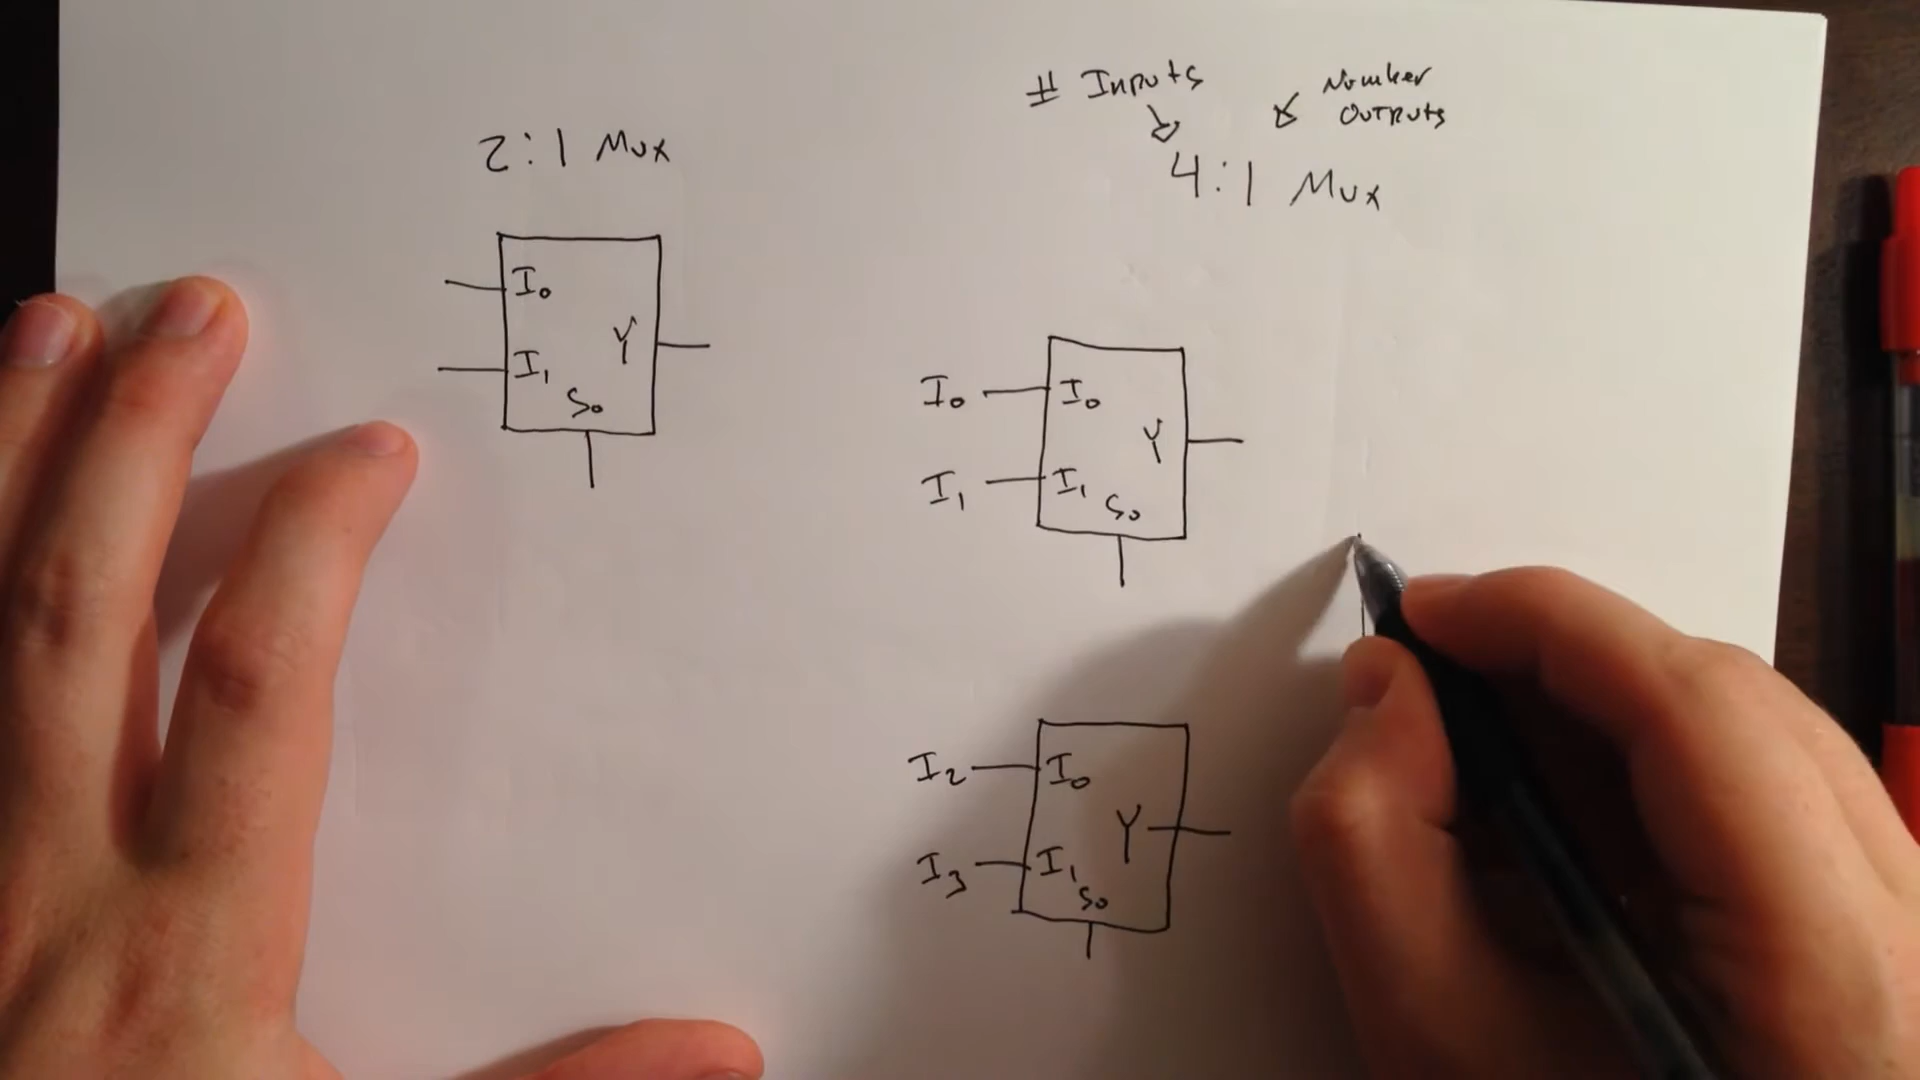 # Inputs
Number
Outputs
2:1 Mux
4:1 Mux
I₀
Y
I₁
S₀
I₀
I₀
Y
I₁
I₁
S₀
I₂
I₀
Y
I₃
I₁
S₀